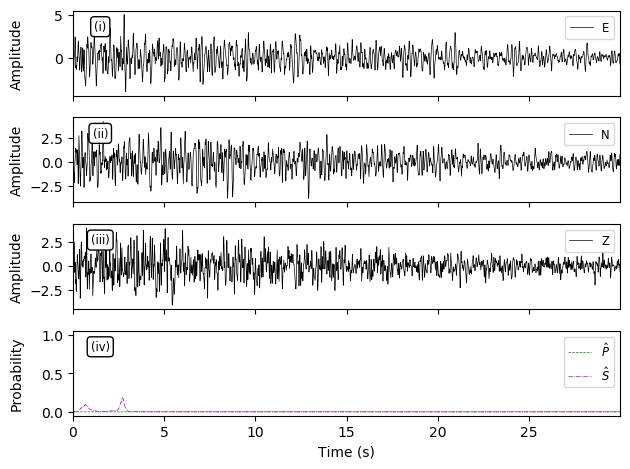 Amplitude
5
0
(i)
E
Amplitude
2.5
0.0
−2.5
(ii)
N
Amplitude
2.5
0.0
−2.5
(iii)
Z
Probability
1.0
0.5
0.0
(iv)
P̂
Ŝ
0 5 10 15 20 25
Time (s)